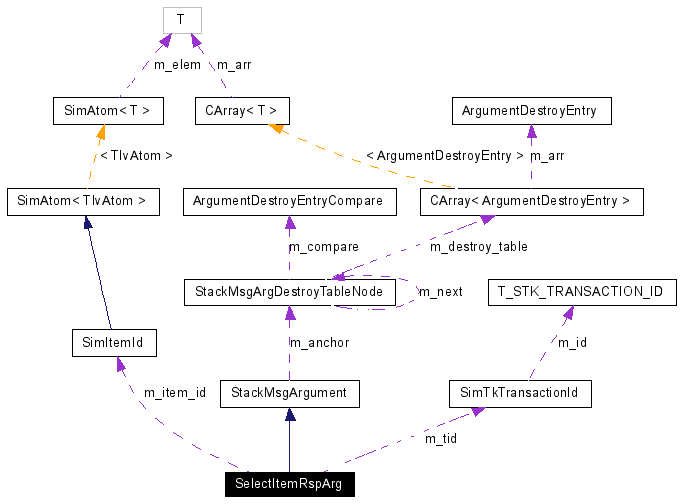 T
m_elem
m_arr
SimAtom< T >
CArray< T >
ArgumentDestroyEntry
< TlvAtom >
< ArgumentDestroyEntry >
m_arr
SimAtom< TlvAtom >
ArgumentDestroyEntryCompare
CArray< ArgumentDestroyEntry >
m_compare
m_destroy_table
StackMsgArgDestroyTableNode
m_next
T_STK_TRANSACTION_ID
SimItemId
m_anchor
m_id
m_item_id
StackMsgArgument
SimTkTransactionId
m_tid
SelectItemRspArg